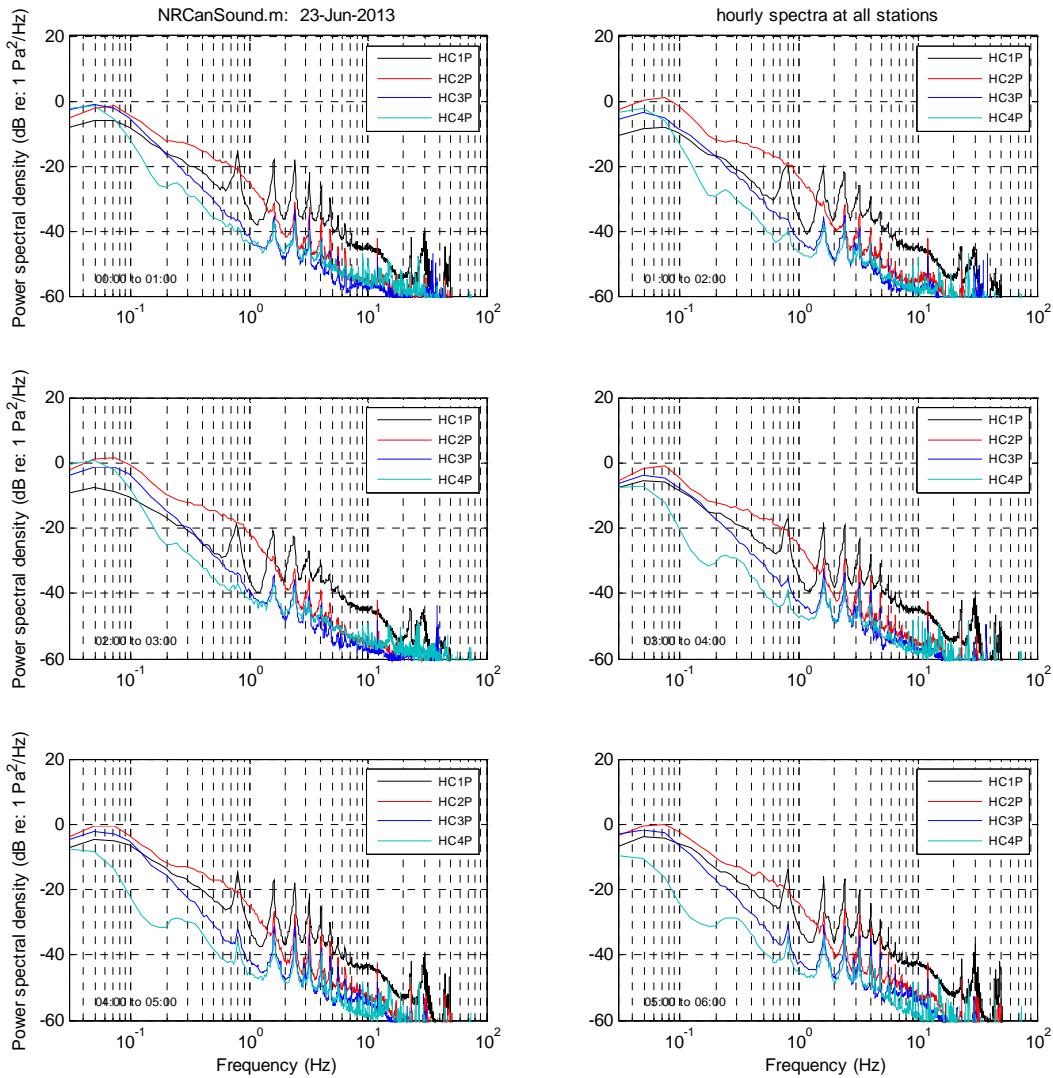 NRCanSound.m: 23-Jun-2013
hourly spectra at all stations
Power spectral density (dB re: 1 Pa²/Hz)
20
0
-20
-40
-60
HC1P
HC2P
HC3P
HC4P
00:00 to 01:00
10⁻¹ 10⁰ 10¹ 10²
20
0
-20
-40
-60
HC1P
HC2P
HC3P
HC4P
01:00 to 02:00
10⁻¹ 10⁰ 10¹ 10²
Power spectral density (dB re: 1 Pa²/Hz)
20
0
-20
-40
-60
HC1P
HC2P
HC3P
HC4P
02:00 to 03:00
10⁻¹ 10⁰ 10¹ 10²
20
0
-20
-40
-60
HC1P
HC2P
HC3P
HC4P
03:00 to 04:00
10⁻¹ 10⁰ 10¹ 10²
Power spectral density (dB re: 1 Pa²/Hz)
20
0
-20
-40
-60
HC1P
HC2P
HC3P
HC4P
04:00 to 05:00
10⁻¹ 10⁰ 10¹ 10²
Frequency (Hz)
20
0
-20
-40
-60
HC1P
HC2P
HC3P
HC4P
05:00 to 06:00
10⁻¹ 10⁰ 10¹ 10²
Frequency (Hz)